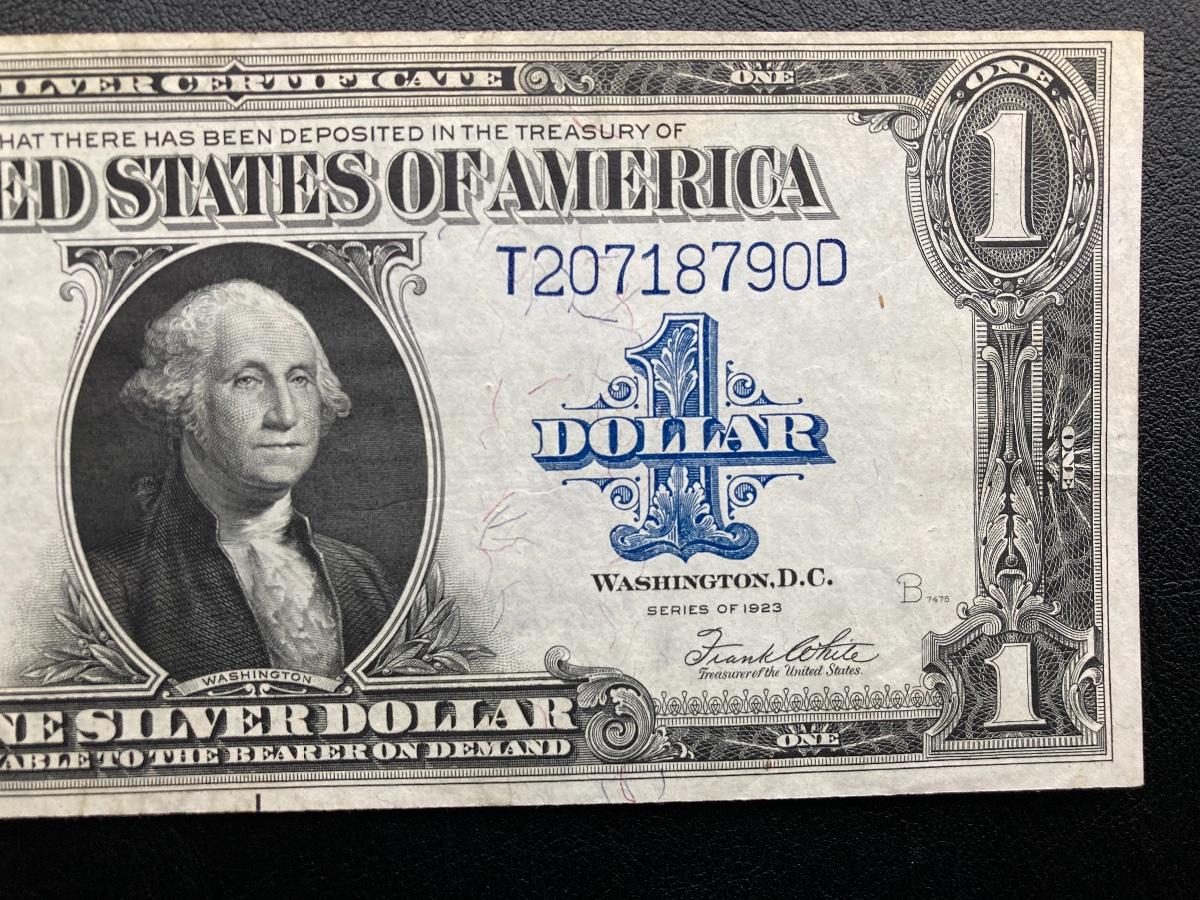 ILVER CERTIFICATE
ONE
ONE
1
HAT THERE HAS BEEN DEPOSITED IN THE TREASURY OF
ED STATES OF AMERICA
T20718790D
1
DOLLAR
ONE
WASHINGTON, D.C.
SERIES OF 1923
B 7475
Frank White
Treasurer of the United States.
WASHINGTON
1
NE SILVER DOLLAR
ONE
ABLE TO THE BEARER ON DEMAND